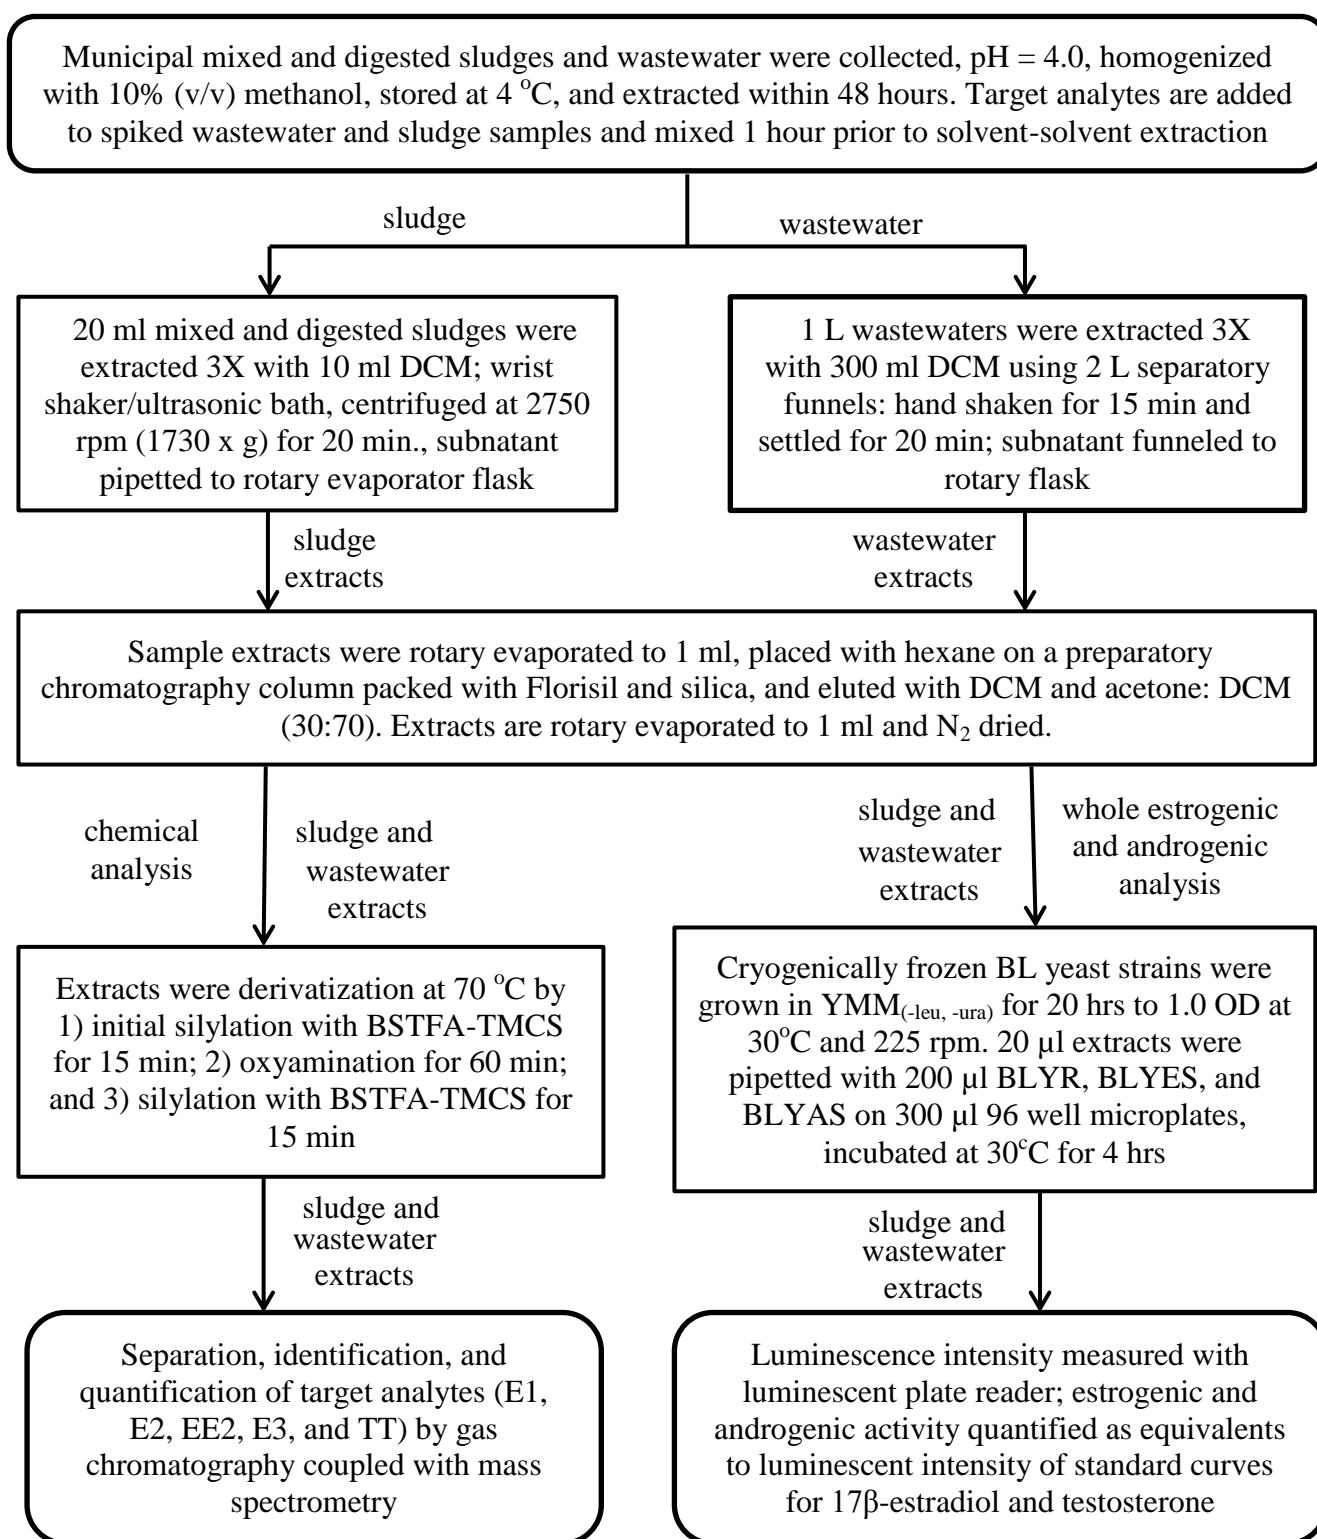 Municipal mixed and digested sludges and wastewater were collected, pH = 4.0, homogenized
with 10% (v/v) methanol, stored at 4 °C, and extracted within 48 hours. Target analytes are added
to spiked wastewater and sludge samples and mixed 1 hour prior to solvent-solvent extraction
sludge
wastewater
20 ml mixed and digested sludges were
extracted 3X with 10 ml DCM; wrist
shaker/ultrasonic bath, centrifuged at 2750
rpm (1730 x g) for 20 min., subnatant
pipetted to rotary evaporator flask
1 L wastewaters were extracted 3X
with 300 ml DCM using 2 L separatory
funnels: hand shaken for 15 min and
settled for 20 min; subnatant funneled to
rotary flask
sludge
extracts
wastewater
extracts
Sample extracts were rotary evaporated to 1 ml, placed with hexane on a preparatory
chromatography column packed with Florisil and silica, and eluted with DCM and acetone: DCM
(30:70). Extracts are rotary evaporated to 1 ml and N₂ dried.
chemical
analysis
sludge and
wastewater
extracts
sludge and
wastewater
extracts
whole estrogenic
and androgenic
analysis
Extracts were derivatization at 70 °C by
1) initial silylation with BSTFA-TMCS
for 15 min; 2) oxyamination for 60 min;
and 3) silylation with BSTFA-TMCS for
15 min
Cryogenically frozen BL yeast strains were
grown in YMM(-leu, -ura) for 20 hrs to 1.0 OD at
30°C and 225 rpm. 20 µl extracts were
pipetted with 200 µl BLYR, BLYES, and
BLYAS on 300 µl 96 well microplates,
incubated at 30ᶜC for 4 hrs
sludge and
wastewater
extracts
sludge and
wastewater
extracts
Separation, identification, and
quantification of target analytes (E1,
E2, EE2, E3, and TT) by gas
chromatography coupled with mass
spectrometry
Luminescence intensity measured with
luminescent plate reader; estrogenic and
androgenic activity quantified as equivalents
to luminescent intensity of standard curves
for 17β-estradiol and testosterone